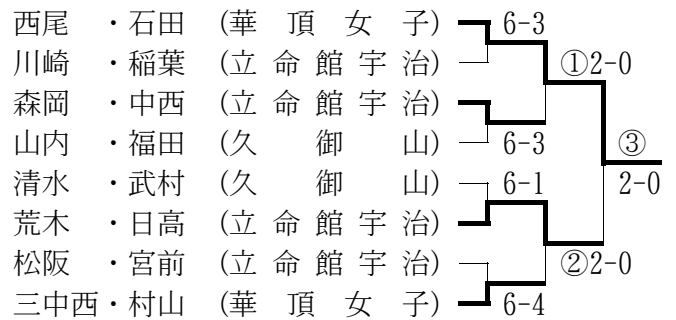 西尾 ・石田 (華頂女子) 6-3
川崎 ・稲葉 (立命館宇治) ①2-0
森岡 ・中西 (立命館宇治)
山内 ・福田 (久御山) 6-3 ③
清水 ・武村 (久御山) 6-1 2-0
荒木 ・日高 (立命館宇治)
松阪 ・宮前 (立命館宇治) ②2-0
三中西・村山 (華頂女子) 6-4